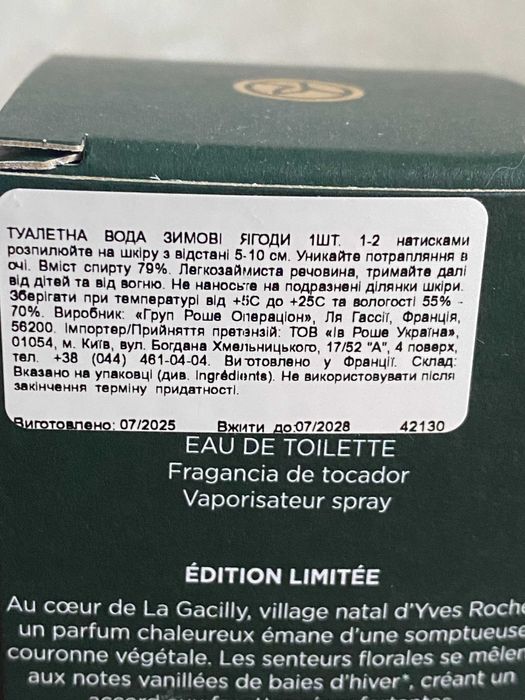 ТУАЛЕТНА ВОДА ЗИМОВІ ЯГОДИ 1ШТ. 1-2 натисками
розпилюйте на шкіру з відстані 5-10 см. Уникайте потрапляння в
очі. Вміст спирту 79%. Легкозаймиста речовина, тримайте далі
від дітей та від вогню. Не наносьте на подразнені ділянки шкіри.
Зберігати при температурі від +5С до +25С та вологості 55% -
70%. Виробник: «Груп Роше Операціон», Ля Гассії, Франція,
56200. Імпортер/Прийняття претензій: ТОВ «Ів Роше Україна»,
01054, м. Київ, вул. Богдана Хмельницького, 17/52 "А", 4 поверх,
тел. +38 (044) 461-04-04. Виготовлено у Франції. Склад:
Вказано на упаковці (див. Ingrédients). Не використовувати після
закінчення терміну придатності.
Виготовлено: 07/2025 Вжити до:07/2028 42130
EAU DE TOILETTE
Fragancia de tocador
Vaporisateur spray
ÉDITION LIMITÉE
Au cœur de La Gacilly, village natal d'Yves Roche
un parfum chaleureux émane d'une somptueuse
couronne végétale. Les senteurs florales se mêlen
aux notes vanillées de baies d'hiver*, créant un